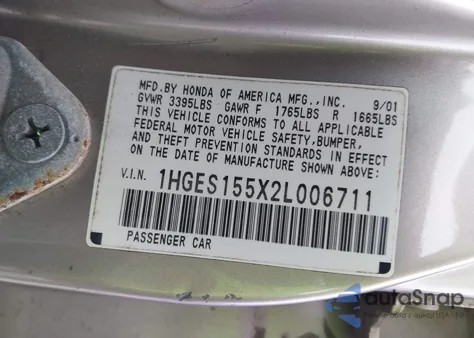 MFD.BY HONDA OF AMERICA MFG.,INC. 9/01
GVWR 3395LBS GAWR F 1765LBS R 1665LBS
THIS VEHICLE CONFORMS TO ALL APPLICABLE
FEDERAL MOTOR VEHICLE SAFETY,BUMPER,
AND THEFT PREVENTION STANDARDS IN EFFECT
ON THE DATE OF MANUFACTURE SHOWN ABOVE.
V.I.N. 1HGES155X2L006711
PASSENGER CAR
autoSnap